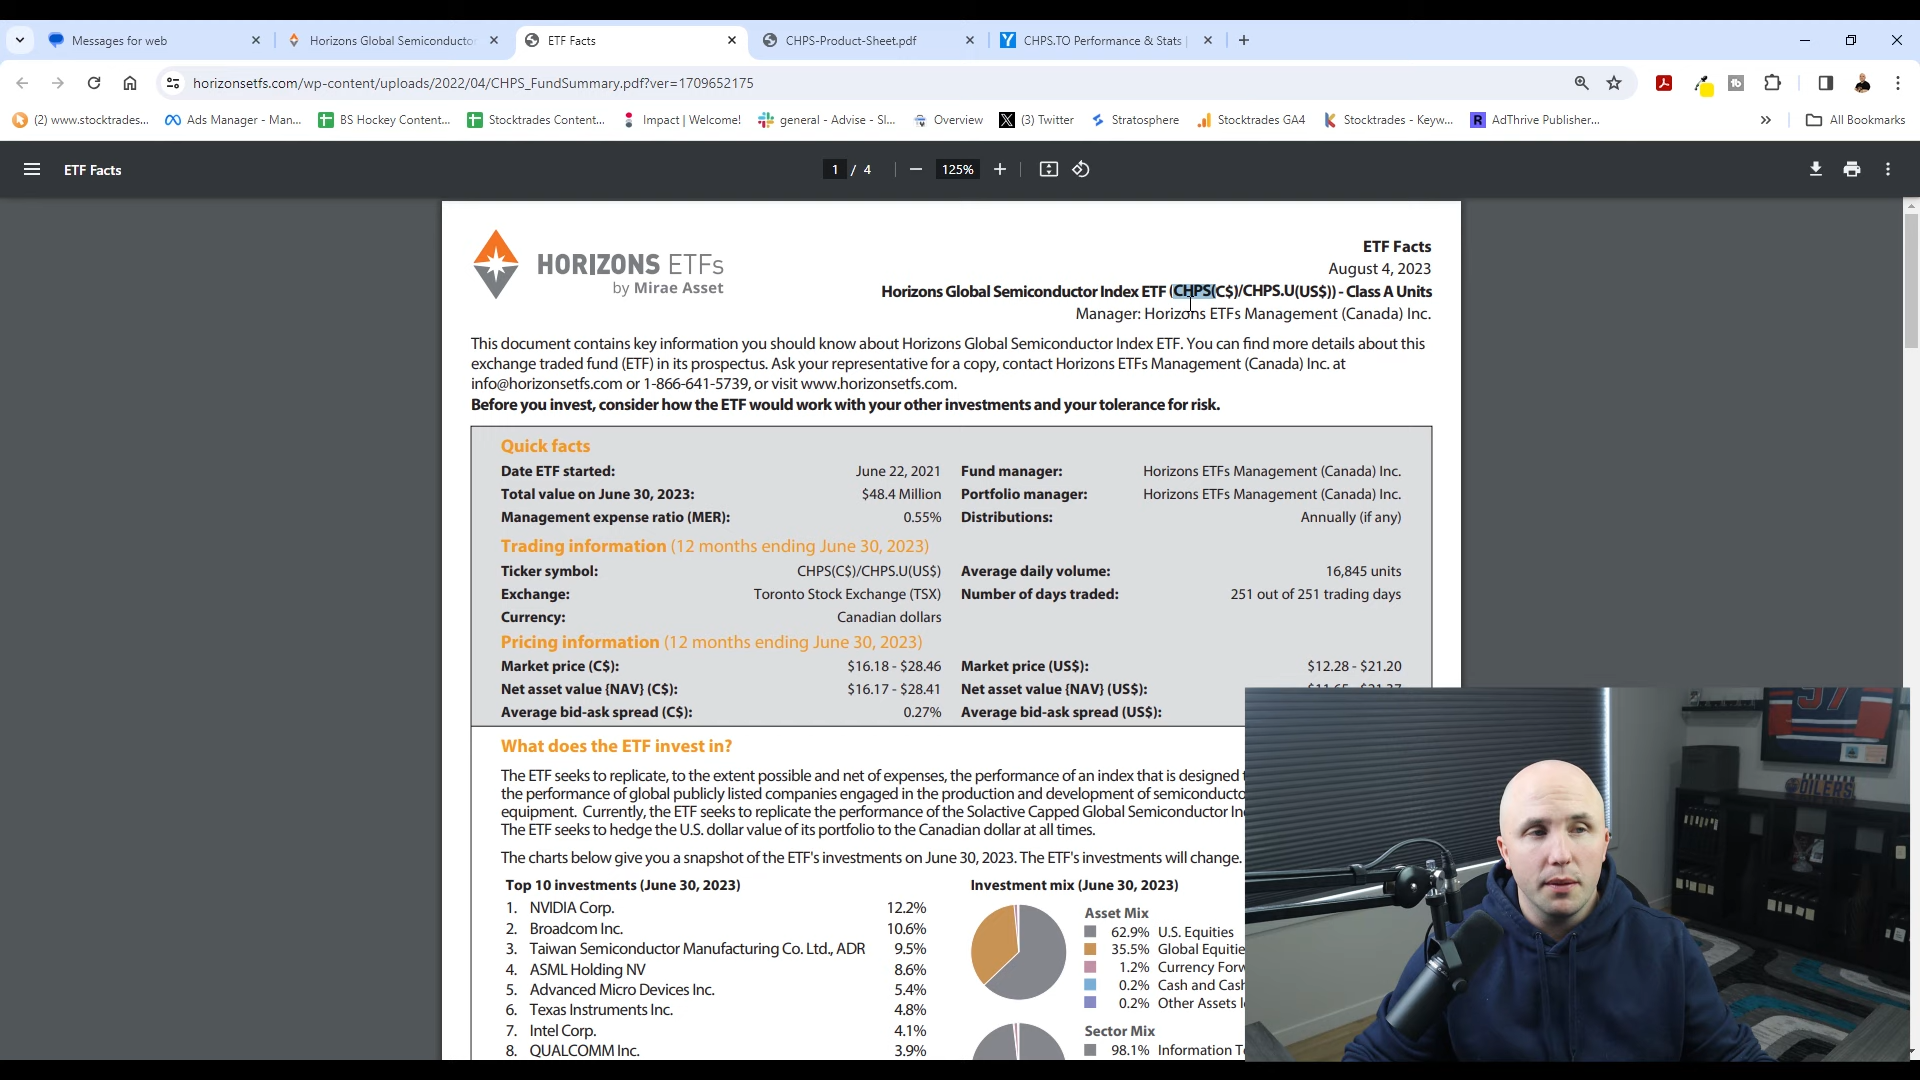 Messages for web
Horizons Global Semiconductor
ETF Facts
CHPS-Product-Sheet.pdf
CHPS.TO Performance & Stats |
horizonsetfs.com/wp-content/uploads/2022/04/CHPS_FundSummary.pdf?ver=1709652175
(2) www.stocktrades...
Ads Manager - Man...
BS Hockey Content...
Stocktrades Content...
Impact | Welcome!
general - Advise - Sl...
Overview
(3) Twitter
Stratosphere
Stocktrades GA4
Stocktrades - Keyw...
AdThrive Publisher...
All Bookmarks
ETF Facts
1 / 4
125%
HORIZONS ETFs
by Mirae Asset
ETF Facts
August 4, 2023
Horizons Global Semiconductor Index ETF (CHPS(C$)/CHPS.U(US$)) - Class A Units
Manager: Horizons ETFs Management (Canada) Inc.
This document contains key information you should know about Horizons Global Semiconductor Index ETF. You can find more details about this
exchange traded fund (ETF) in its prospectus. Ask your representative for a copy, contact Horizons ETFs Management (Canada) Inc. at
info@horizonsetfs.com or 1-866-641-5739, or visit www.horizonsetfs.com.
Before you invest, consider how the ETF would work with your other investments and your tolerance for risk.
Quick facts
Date ETF started: June 22, 2021 Fund manager: Horizons ETFs Management (Canada) Inc.
Total value on June 30, 2023: $48.4 Million Portfolio manager: Horizons ETFs Management (Canada) Inc.
Management expense ratio (MER): 0.55% Distributions: Annually (if any)
Trading information (12 months ending June 30, 2023)
Ticker symbol: CHPS(C$)/CHPS.U(US$) Average daily volume: 16,845 units
Exchange: Toronto Stock Exchange (TSX) Number of days traded: 251 out of 251 trading days
Currency: Canadian dollars
Pricing information (12 months ending June 30, 2023)
Market price (C$): $16.18 - $28.46 Market price (US$): $12.28 - $21.20
Net asset value {NAV} (C$): $16.17 - $28.41 Net asset value {NAV} (US$):
Average bid-ask spread (C$): 0.27% Average bid-ask spread (US$):
What does the ETF invest in?
The ETF seeks to replicate, to the extent possible and net of expenses, the performance of an index that is designed
the performance of global publicly listed companies engaged in the production and development of
equipment. Currently, the ETF seeks to replicate the performance of the Solactive Capped Global Semiconductor
The ETF seeks to hedge the U.S. dollar value of its portfolio to the Canadian dollar at all times.
The charts below give you a snapshot of the ETF's investments on June 30, 2023. The ETF's investments will change.
Top 10 investments (June 30, 2023)
1. NVIDIA Corp. 12.2%
2. Broadcom Inc. 10.6%
3. Taiwan Semiconductor Manufacturing Co. Ltd., ADR 9.5%
4. ASML Holding NV 8.6%
5. Advanced Micro Devices Inc. 5.4%
6. Texas Instruments Inc. 4.8%
7. Intel Corp. 4.1%
8. QUALCOMM Inc. 3.9%
Investment mix (June 30, 2023)
Asset Mix
62.9% U.S. Equities
35.5% Global Equitie
1.2% Currency Forw
0.2% Cash and Cash
0.2% Other Assets
Sector Mix
98.1% Information
97
OILERS